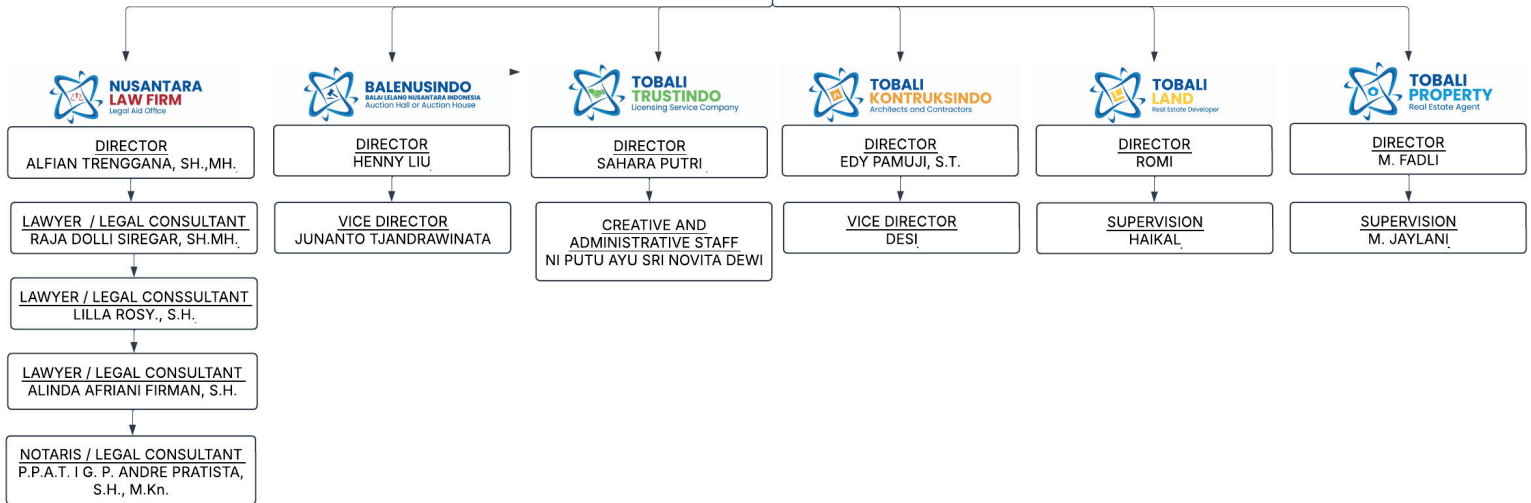 NUSANTARA
LAW FIRM
Legal Aid Office
DIRECTOR
ALFIAN TRENGGANA, SH.,MH.
LAWYER / LEGAL CONSULTANT
RAJA DOLLI SIREGAR, SH.MH.
LAWYER / LEGAL CONSSULTANT
LILLA ROSY., S.H.
LAWYER / LEGAL CONSULTANT
ALINDA AFRIANI FIRMAN, S.H.
NOTARIS / LEGAL CONSULTANT
P.P.A.T. I G. P. ANDRE PRATISTA,
S.H., M.Kn.
BALENUSINDO
BALAI LELANG NUSANTARA INDONESIA
Auction Hall or Auction House
DIRECTOR
HENNY LIU
VICE DIRECTOR
JUNANTO TJANDRAWINATA
TOBALI
TRUSTINDO
Licensing Service Company
DIRECTOR
SAHARA PUTRI
CREATIVE AND
ADMINISTRATIVE STAFF
NI PUTU AYU SRI NOVITA DEWI
TOBALI
KONTRUKSINDO
Architects and Contractors
DIRECTOR
EDY PAMUJI, S.T.
VICE DIRECTOR
DESI
TOBALI
LAND
Real Estate Developer
DIRECTOR
ROMI
SUPERVISION
HAIKAL
TOBALI
PROPERTY
Real Estate Agent
DIRECTOR
M. FADLI
SUPERVISION
M. JAYLANI